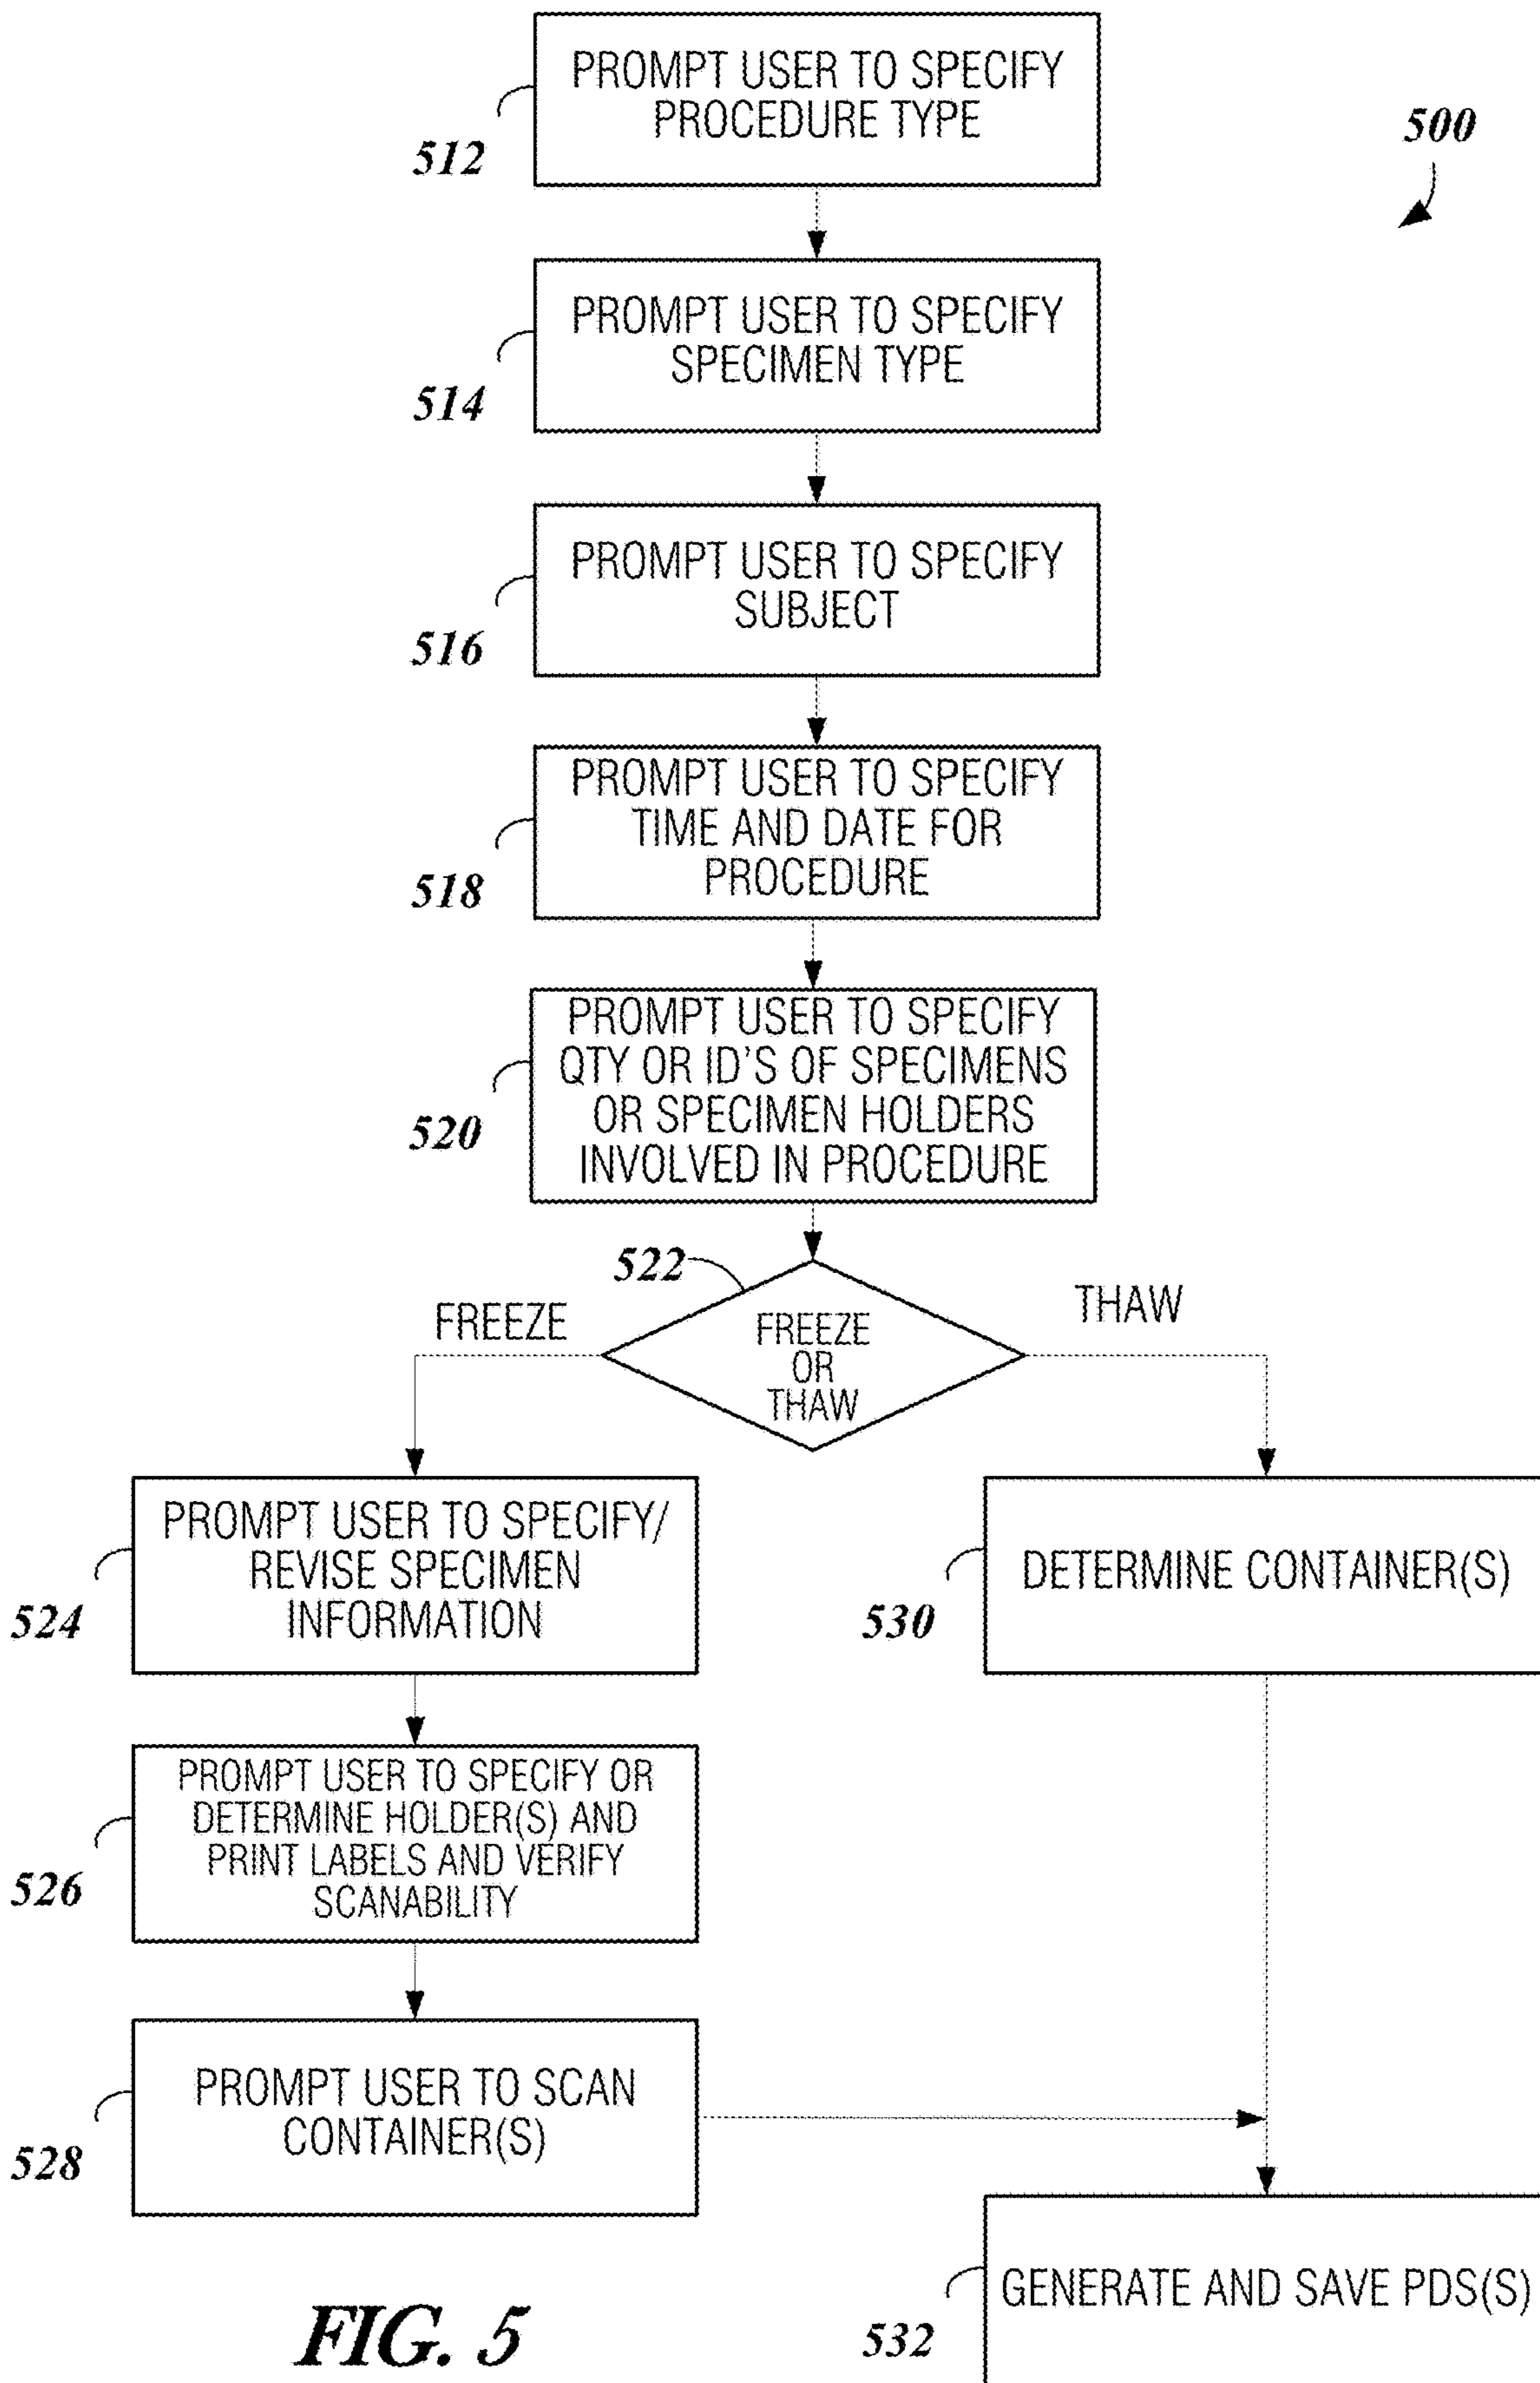 PROMPT USER TO SPECIFY
PROCEDURE TYPE
512
500
PROMPT USER TO SPECIFY
SPECIMEN TYPE
514
PROMPT USER TO SPECIFY
SUBJECT
516
PROMPT USER TO SPECIFY
TIME AND DATE FOR
PROCEDURE
518
PROMPT USER TO SPECIFY
QTY OR ID'S OF SPECIMENS
OR SPECIMEN HOLDERS
INVOLVED IN PROCEDURE
520
522
FREEZE
THAW
FREEZE
OR
THAW
PROMPT USER TO SPECIFY/
REVISE SPECIMEN
INFORMATION
524
DETERMINE CONTAINER(S)
530
PROMPT USER TO SPECIFY OR
DETERMINE HOLDER(S) AND
PRINT LABELS AND VERIFY
SCANABILITY
526
PROMPT USER TO SCAN
CONTAINER(S)
528
GENERATE AND SAVE PDS(S)
532
FIG. 5